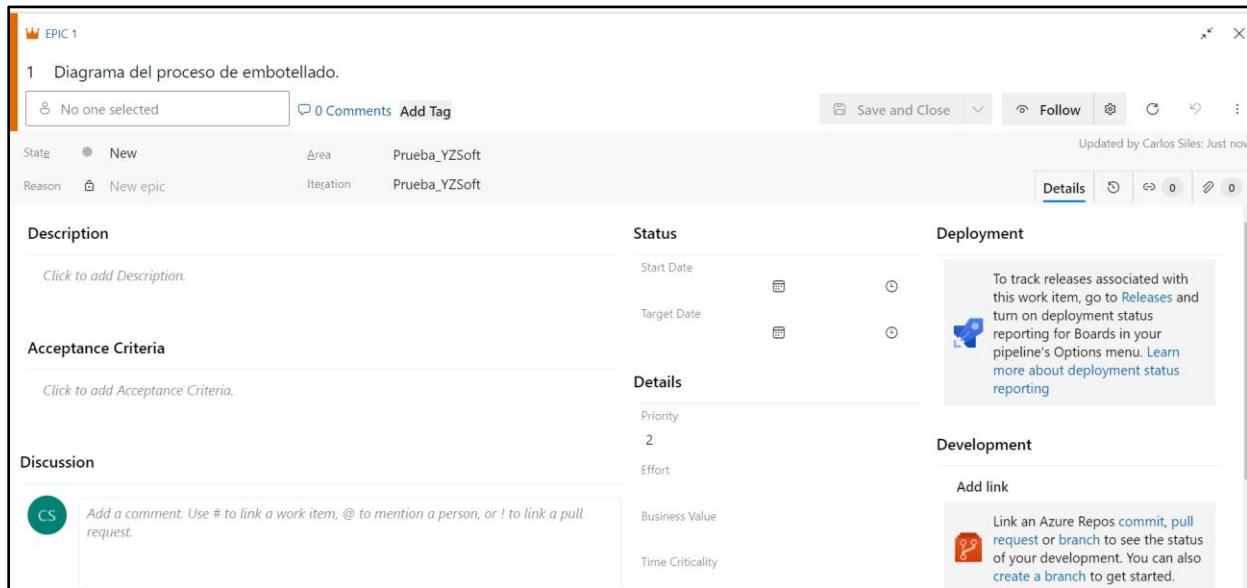 EPIC 1
1 Diagrama del proceso de embotellado.
No one selected
0 Comments
Add Tag
Save and Close
Follow
State
New
Area
Prueba_YZSoft
Updated by Carlos Siles: Just now
Reason
New epic
Iteration
Prueba_YZSoft
Details
0
0
Description
Click to add Description.
Acceptance Criteria
Click to add Acceptance Criteria.
Discussion
CS
Add a comment. Use # to link a work item, @ to mention a person, or ! to link a pull
request.
Status
Start Date
Target Date
Details
Priority
2
Effort
Business Value
Time Criticality
Deployment
To track releases associated with
this work item, go to Releases and
turn on deployment status
reporting for Boards in your
pipeline's Options menu. Learn
more about deployment status
reporting
Development
Add link
Link an Azure Repos commit, pull
request or branch to see the status
of your development. You can also
create a branch to get started.